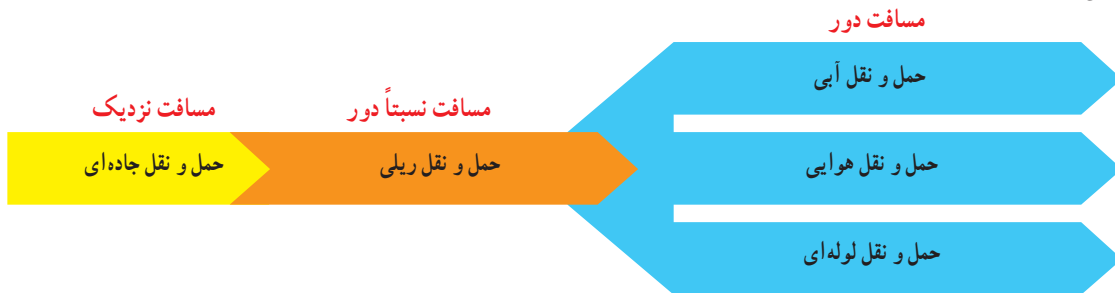 مسافت دور
حمل و نقل آبی
مسافت نسبتاً دور
مسافت نزدیک
حمل و نقل هوایی
حمل و نقل ریلی
حمل و نقل جاده‌ای
حمل و نقل لوله‌ای